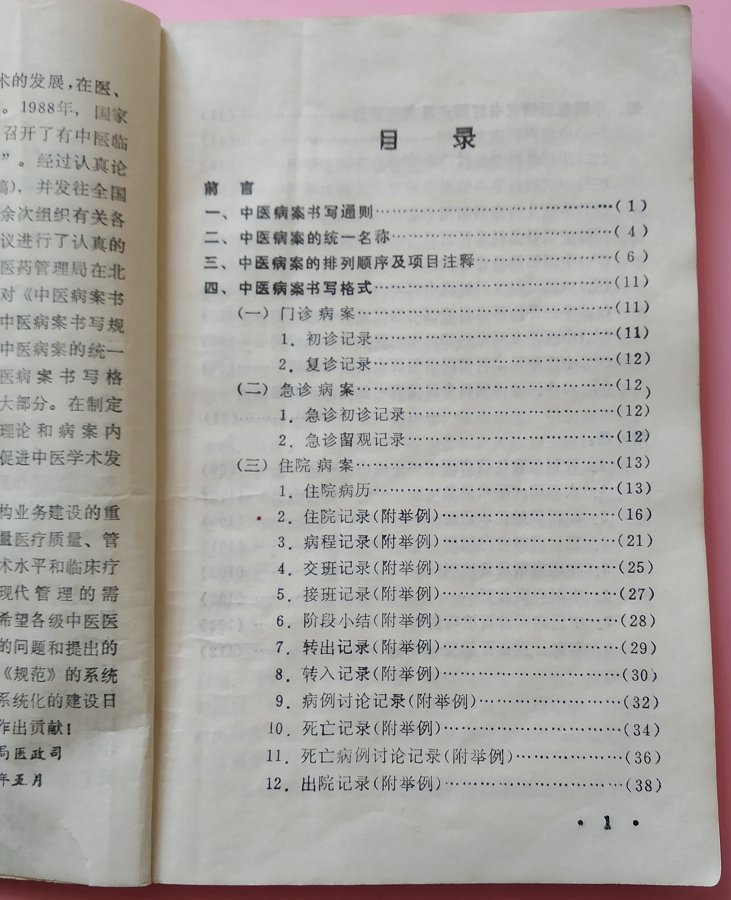 术的发展,在医、
。1988年,国家
召开了有中医临
”。经过认真论
稿),并发往全国
余次组织有关各
议进行了认真的
医药管理局在北
对《中医病案书
中医病案书写规
中医病案的统一
医病案书写格
大部分。在制定
理论和病案内
促进中医学术发
构业务建设的重
量医疗质量、管
术水平和临床疗
现代管理的需
希望各级中医医
的问题和提出的
《规范》的系统
系统化的建设日
作出贡献!
局医政司
年五月
目 录
前 言
一、中医病案书写通则…………………………(1)
二、中医病案的统一名称…………………………(4)
三、中医病案的排列顺序及项目注释………………(6)
四、中医病案书写格式…………………………(11)
(一)门诊病案…………………………(11)
1.初诊记录…………………………(11)
2.复诊记录…………………………(12)
(二)急诊病案…………………………(12)
1.急诊初诊记录……………………(12)
2.急诊留观记录……………………(12)
(三)住院病案…………………………(13)
1.住院病历…………………………(13)
2.住院记录(附举例)…………………(16)
3.病程记录(附举例)…………………(21)
4.交班记录(附举例)…………………(25)
5.接班记录(附举例)…………………(27)
6.阶段小结(附举例)…………………(28)
7.转出记录(附举例)…………………(29)
8.转入记录(附举例)…………………(30)
9.病例讨论记录(附举例)………………(32)
10.死亡记录(附举例)…………………(34)
11.死亡病例讨论记录(附举例)……………(36)
12.出院记录(附举例)…………………(38)
• 1 •